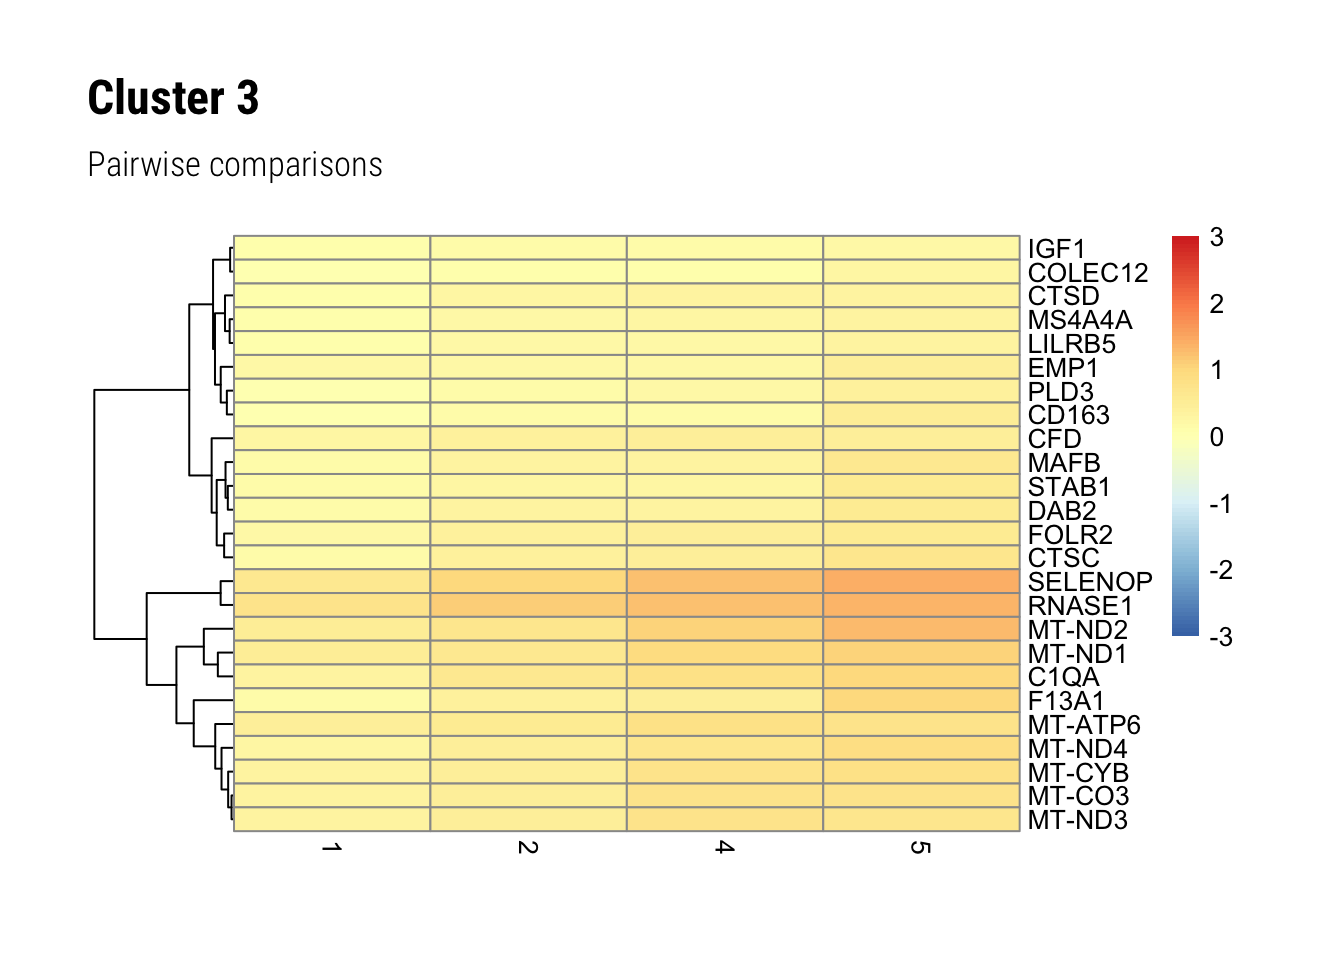 Cluster 3
Pairwise comparisons
IGF1
COLEC12
CTSD
MS4A4A
LILRB5
EMP1
PLD3
CD163
CFD
MAFB
STAB1
DAB2
FOLR2
CTSC
SELENOP
RNASE1
MT-ND2
MT-ND1
C1QA
F13A1
MT-ATP6
MT-ND4
MT-CYB
MT-CO3
MT-ND3
1
2
4
5
3
2
1
0
-1
-2
-3